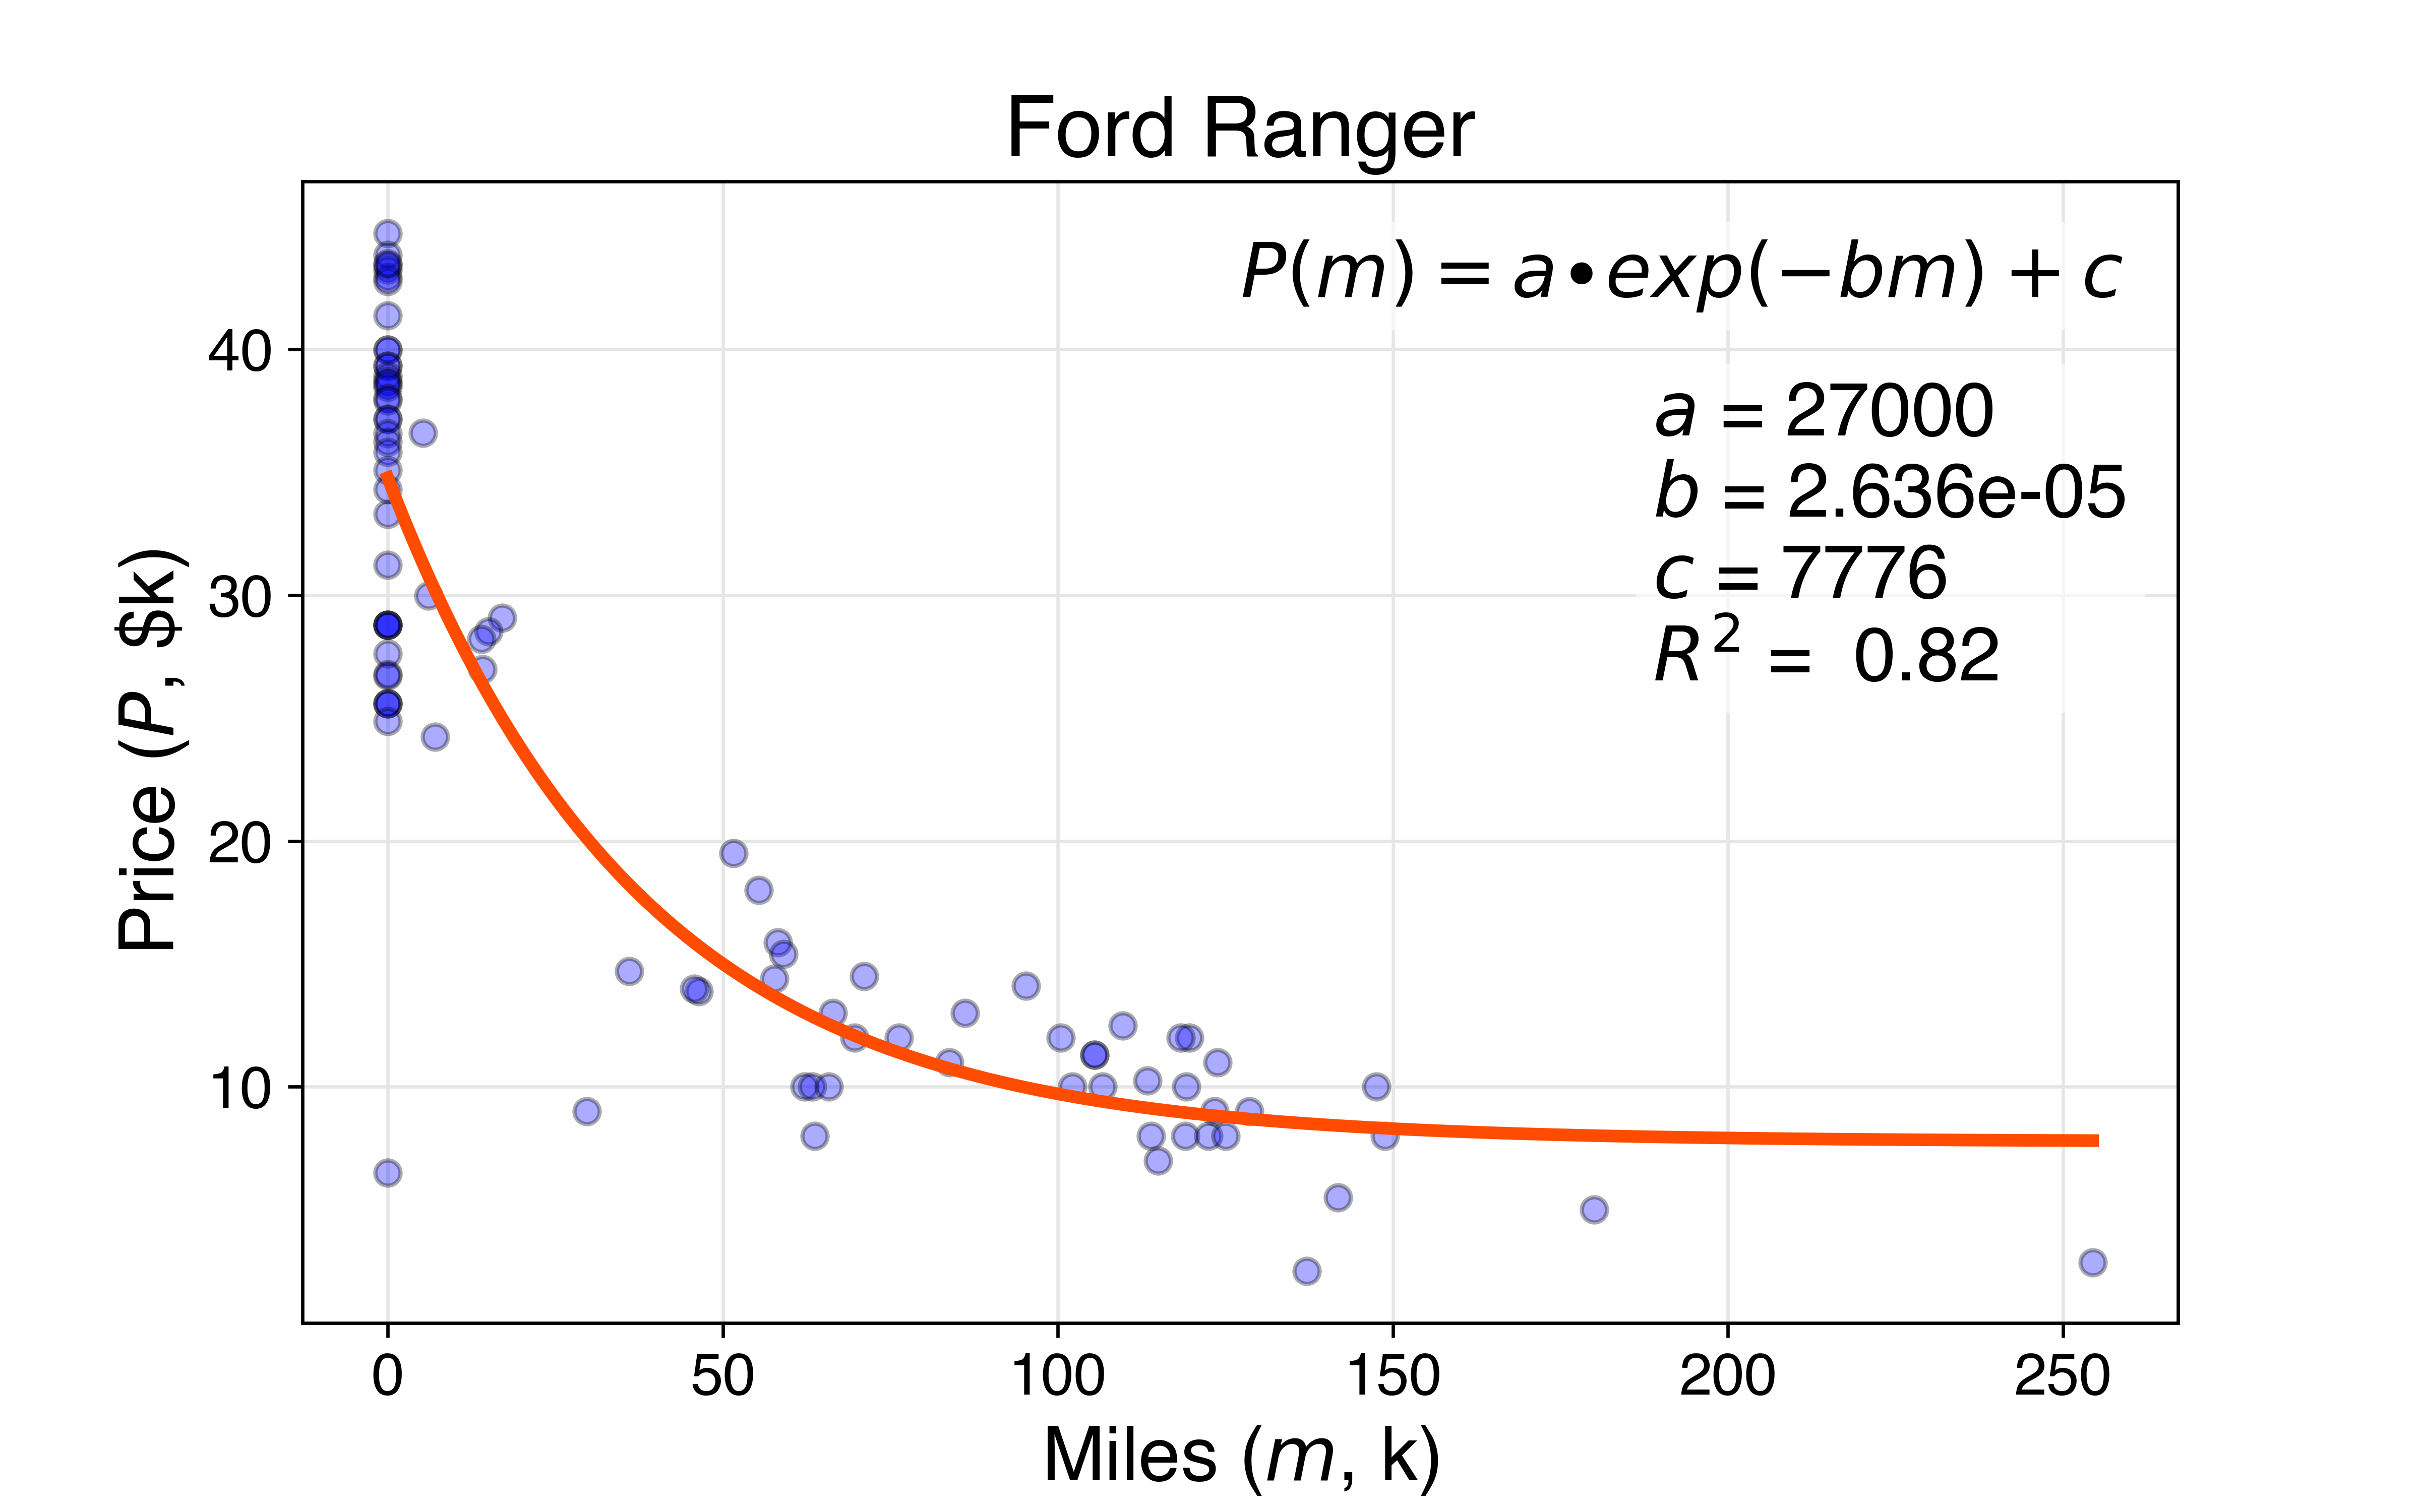 Ford Ranger
P(m) = a•exp(−bm) + c
a = 27000
b = 2.636e-05
c = 7776
R² = 0.82
Price (P, $k)
40
30
20
10
0 50 100 150 200 250
Miles (m, k)